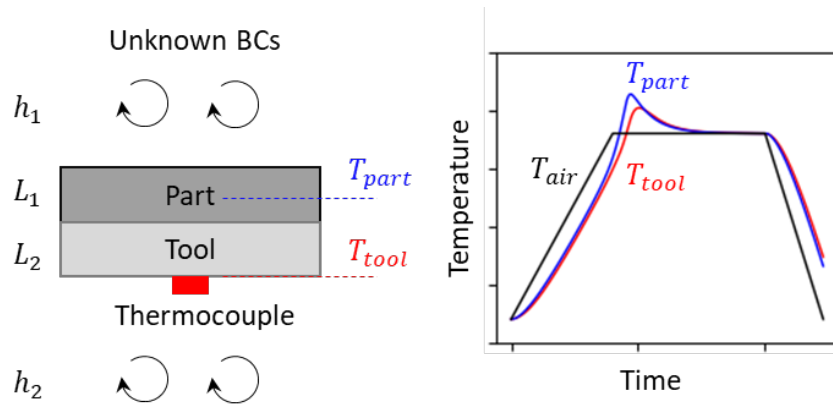 Unknown BCs
h₁
L₁
Part
T_part
L₂
Tool
T_tool
Thermocouple
h₂
T_part
T_air
T_tool
Temperature
Time